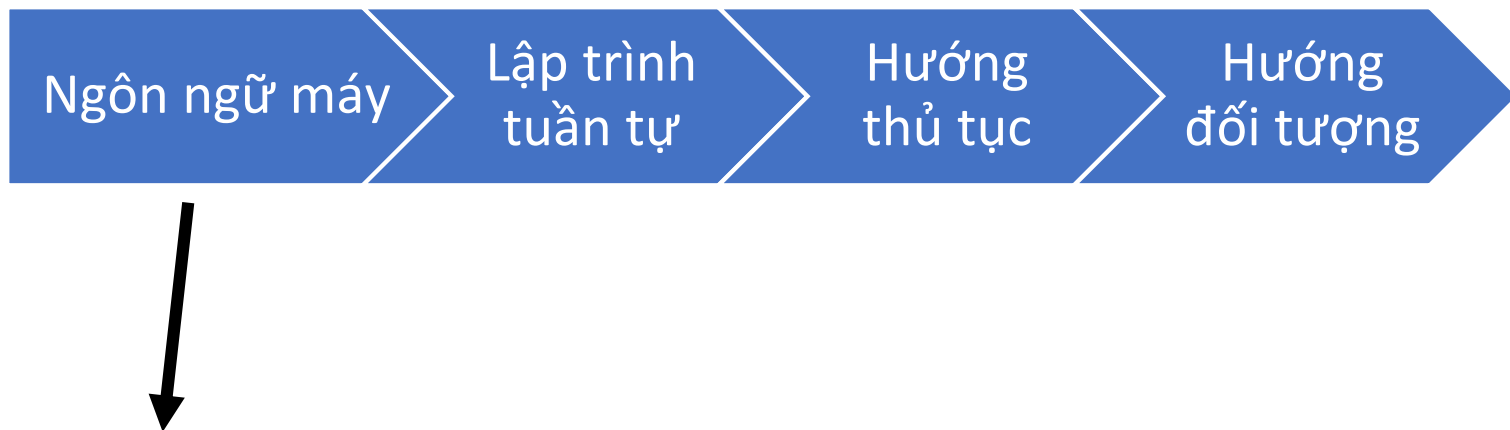 Ngôn ngữ máy
Lập trình
tuần tự
Hướng
thủ tục
Hướng
đối tượng